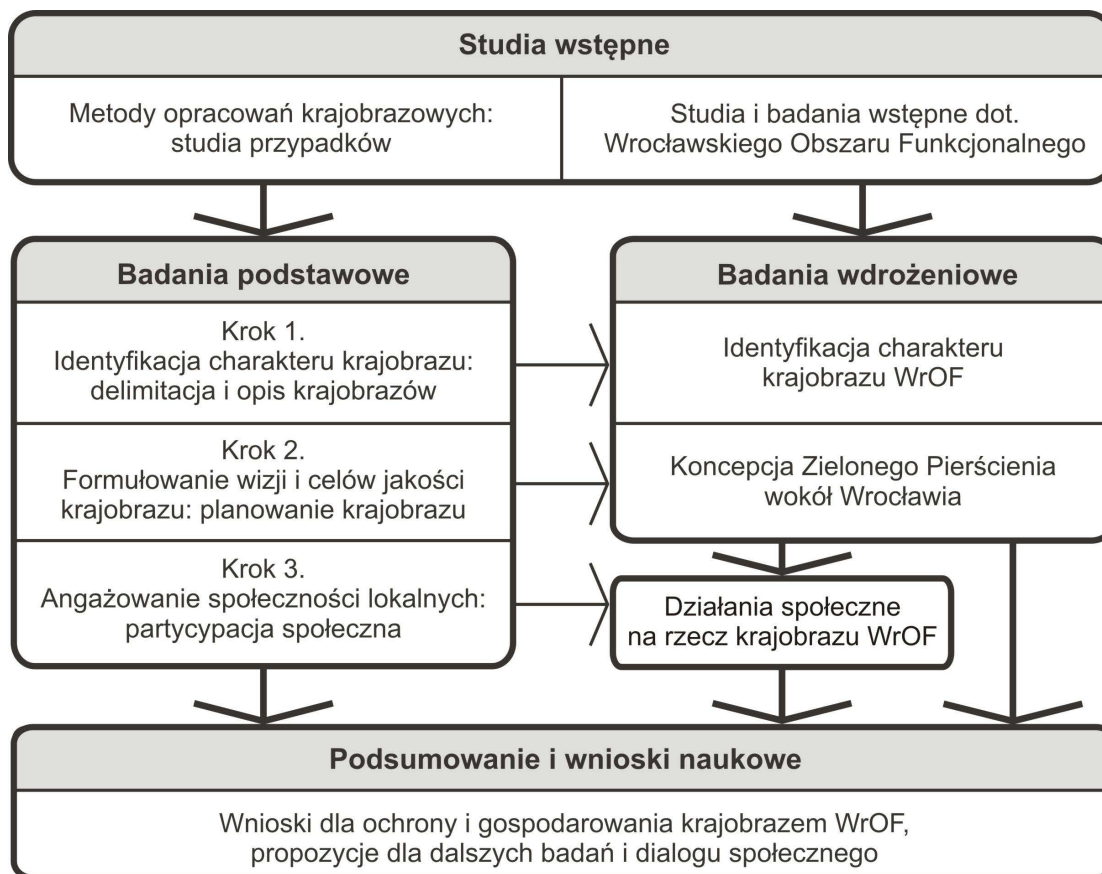 Studia wstępne
Metody opracowań krajobrazowych:
studia przypadków
Studia i badania wstępne dot.
Wrocławskiego Obszaru Funkcjonalnego
Badania podstawowe
Krok 1.
Identyfikacja charakteru krajobrazu:
delimitacja i opis krajobrazów
Krok 2.
Formułowanie wizji i celów jakości
krajobrazu: planowanie krajobrazu
Krok 3.
Angażowanie społeczności lokalnych:
partycypacja społeczna
Badania wdrożeniowe
Identyfikacja charakteru
krajobrazu WrOF
Koncepcja Zielonego Pierścienia
wokół Wrocławia
Działania społeczne
na rzecz krajobrazu WrOF
Podsumowanie i wnioski naukowe
Wnioski dla ochrony i gospodarowania krajobrazem WrOF,
propozycje dla dalszych badań i dialogu społecznego